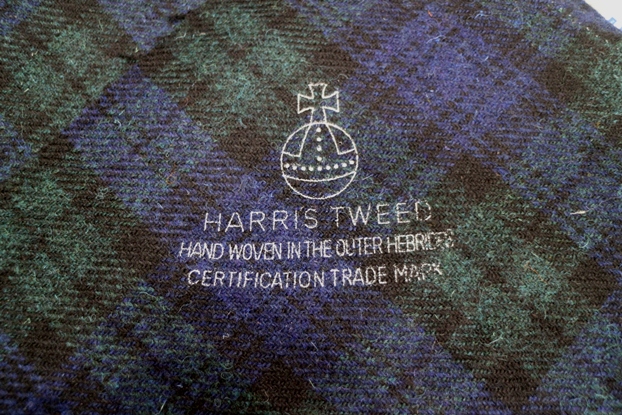 HARRIS TWEED
HAND WOVEN IN THE OUTER HEBRIDES
CERTIFICATION TRADE MARK